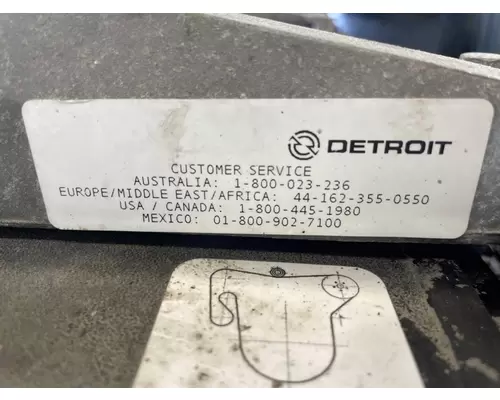 DETROIT
CUSTOMER SERVICE
AUSTRALIA: 1-800-023-236
EUROPE/MIDDLE EAST/AFRICA: 44-162-355-0550
USA / CANADA: 1-800-445-1980
MEXICO: 01-800-902-7100